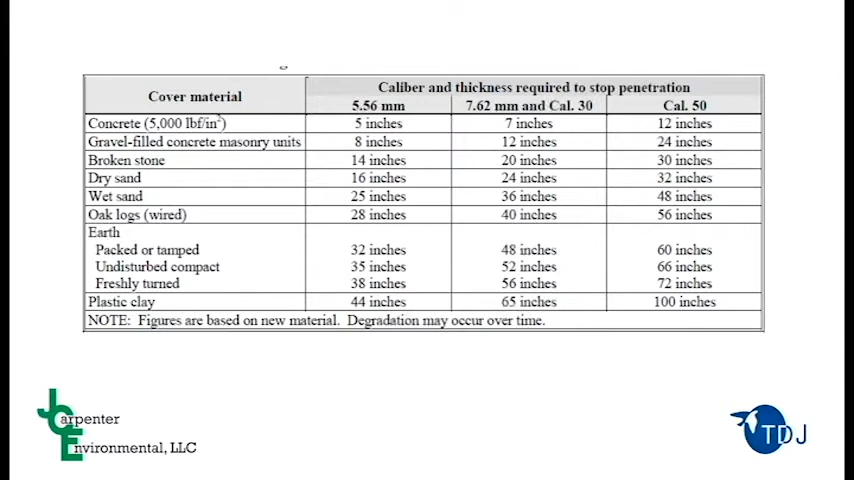 Cover material
Caliber and thickness required to stop penetration
5.56 mm 7.62 mm and Cal. 30 Cal. 50
Concrete (5,000 lbf/in²) 5 inches 7 inches 12 inches
Gravel-filled concrete masonry units 8 inches 12 inches 24 inches
Broken stone 14 inches 20 inches 30 inches
Dry sand 16 inches 24 inches 32 inches
Wet sand 25 inches 36 inches 48 inches
Oak logs (wired) 28 inches 40 inches 56 inches
Earth
Packed or tamped 32 inches 48 inches 60 inches
Undisturbed compact 35 inches 52 inches 66 inches
Freshly turned 38 inches 56 inches 72 inches
Plastic clay 44 inches 65 inches 100 inches
NOTE: Figures are based on new material. Degradation may occur over time.
J
Carpenter
Environmental, LLC
TDJ